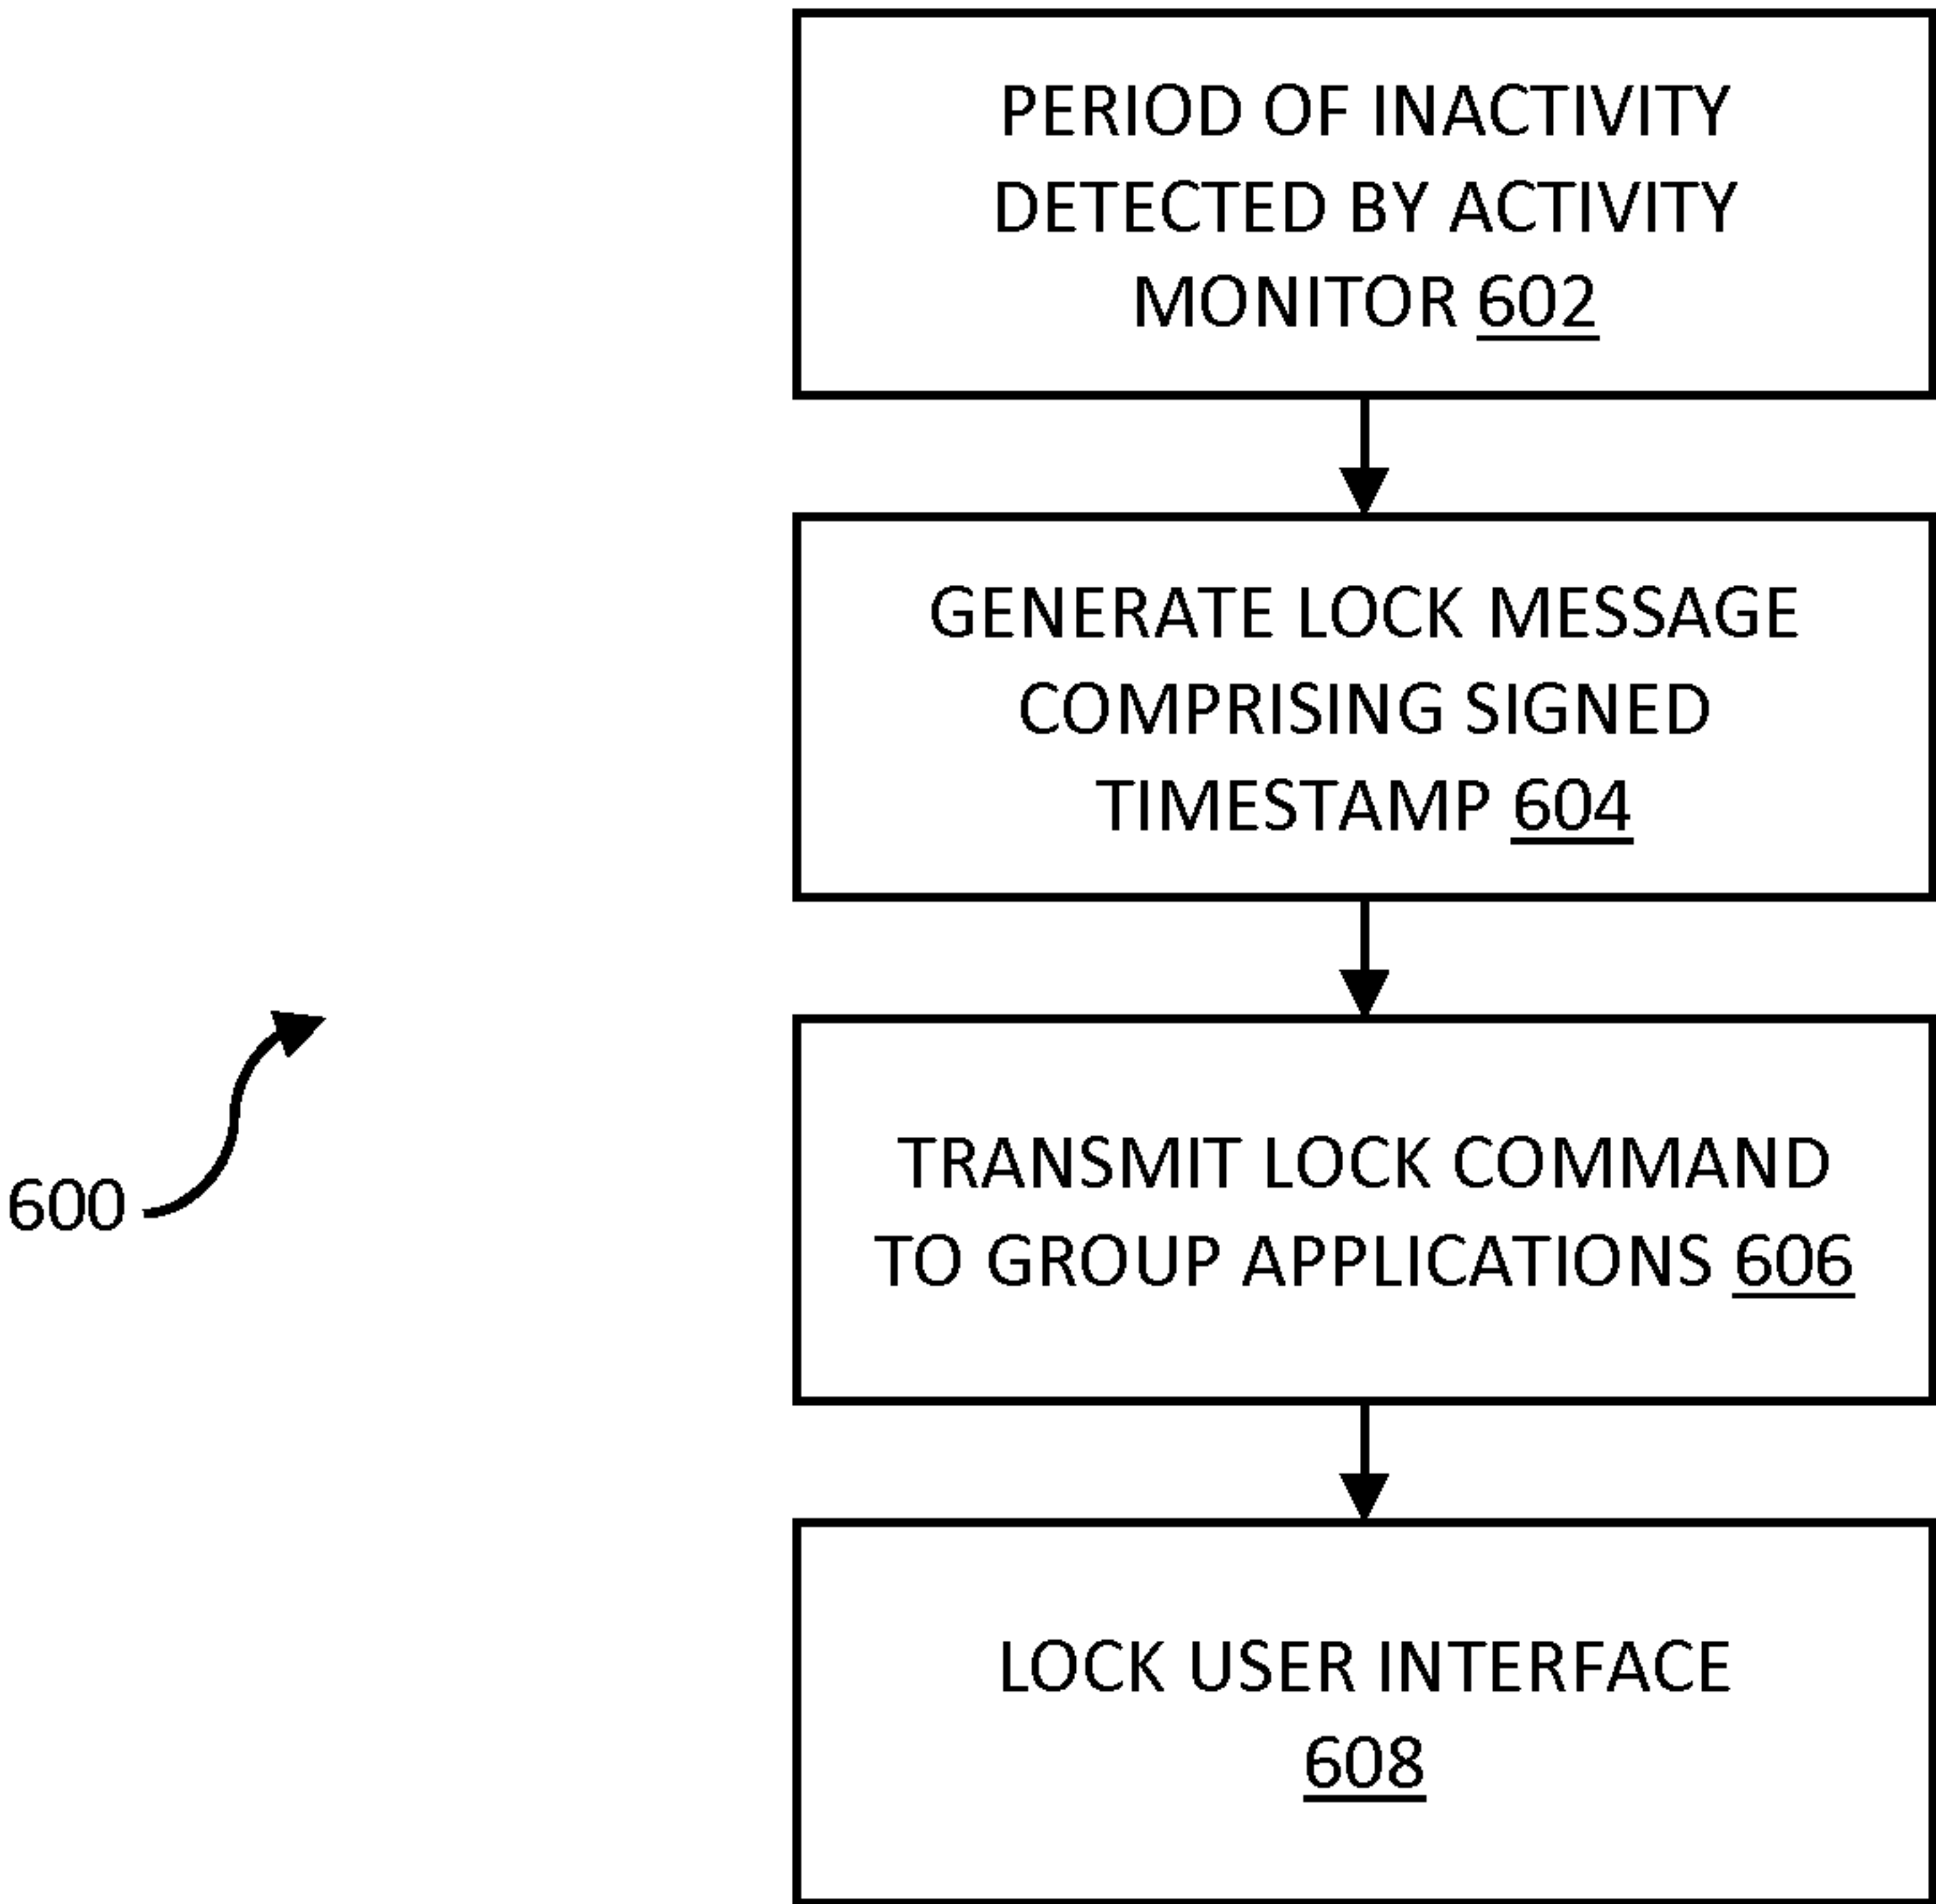 PERIOD OF INACTIVITY
DETECTED BY ACTIVITY
MONITOR 602
GENERATE LOCK MESSAGE
COMPRISING SIGNED
TIMESTAMP 604
600
TRANSMIT LOCK COMMAND
TO GROUP APPLICATIONS 606
LOCK USER INTERFACE
608